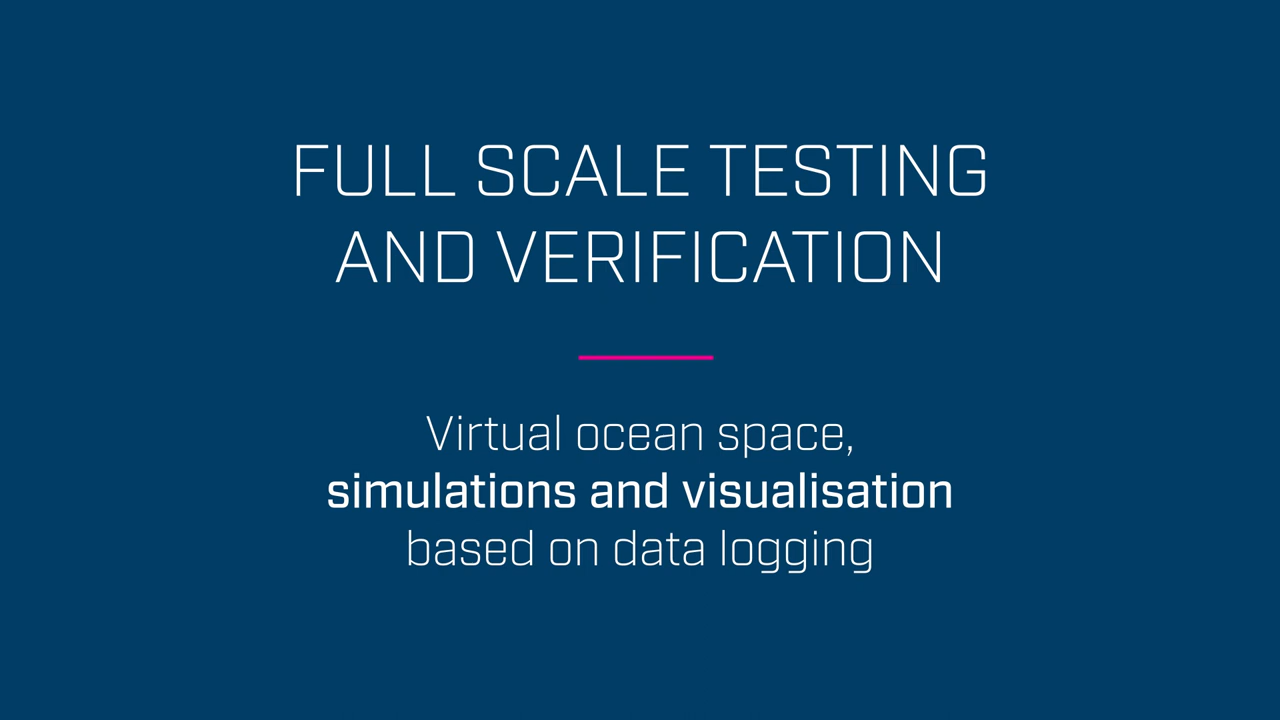 FULL SCALE TESTING
AND VERIFICATION
Virtual ocean space,
simulations and visualisation
based on data logging